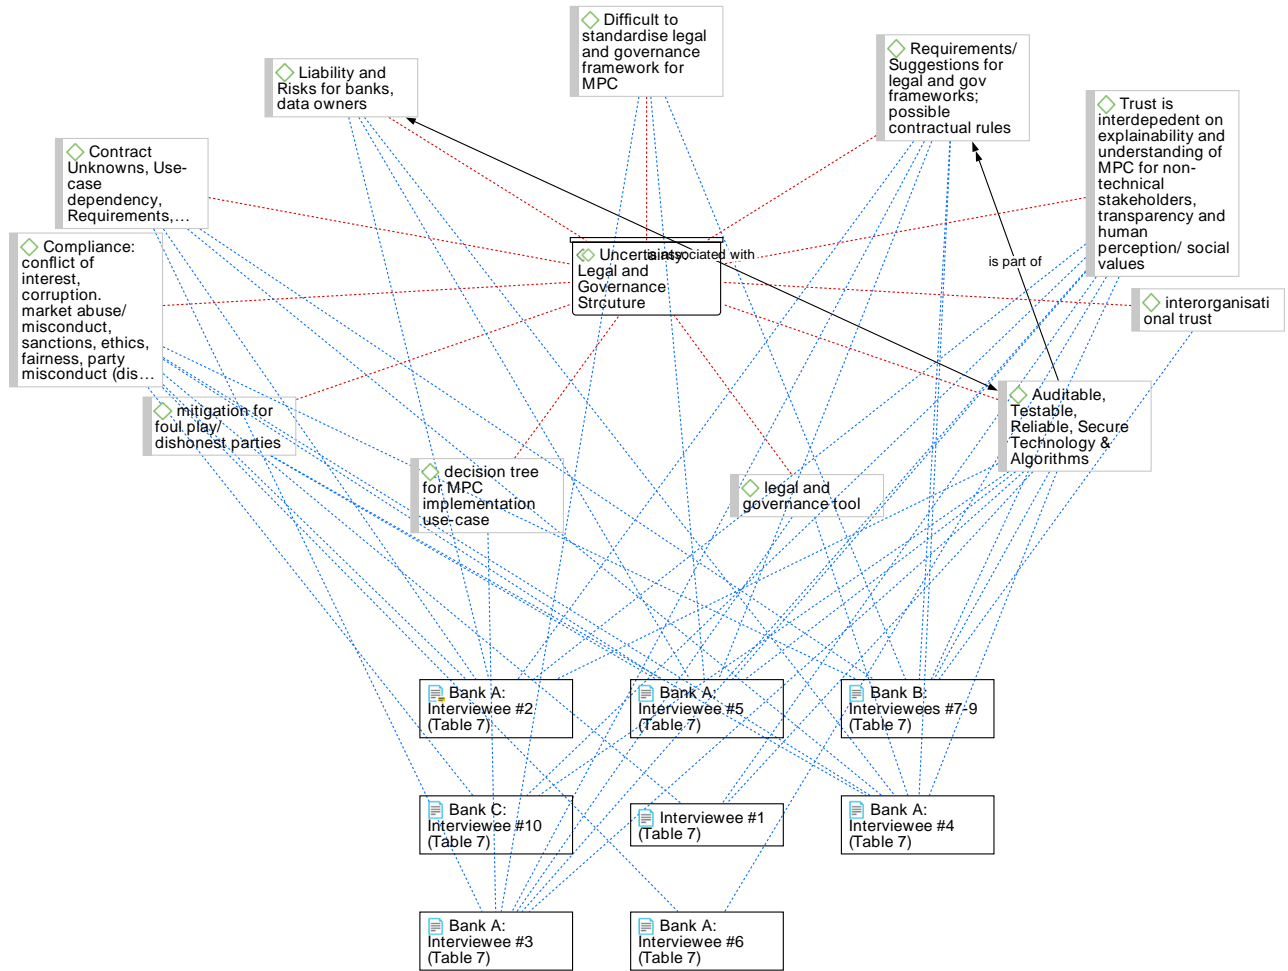 Difficult to
standardise legal
and governance
framework for
MPC
Liability and
Risks for banks,
data owners
Requirements/
Suggestions for
legal and gov
frameworks;
possible
contractual rules
Trust is
interdepedent on
explainability and
understanding of
MPC for non-
technical
stakeholders,
transparency and
human
perception/ social
values
Contract
Unknowns, Use-
case
dependency,
Requirements,...
Compliance:
conflict of
interest,
corruption.
market abuse/
misconduct,
sanctions, ethics,
fairness, party
misconduct (dis...
Uncertainty:
Legal and
Governance
Strcuture
is associated with
is part of
interorganisati
onal trust
Auditable,
Testable,
Reliable, Secure
Technology &
Algorithms
mitigation for
foul play/
dishonest parties
decision tree
for MPC
implementation
use-case
legal and
governance tool
Bank A:
Interviewee #2
(Table 7)
Bank A:
Interviewee #5
(Table 7)
Bank B:
Interviewees #7-9
(Table 7)
Bank C:
Interviewee #10
(Table 7)
Interviewee #1
(Table 7)
Bank A:
Interviewee #4
(Table 7)
Bank A:
Interviewee #3
(Table 7)
Bank A:
Interviewee #6
(Table 7)